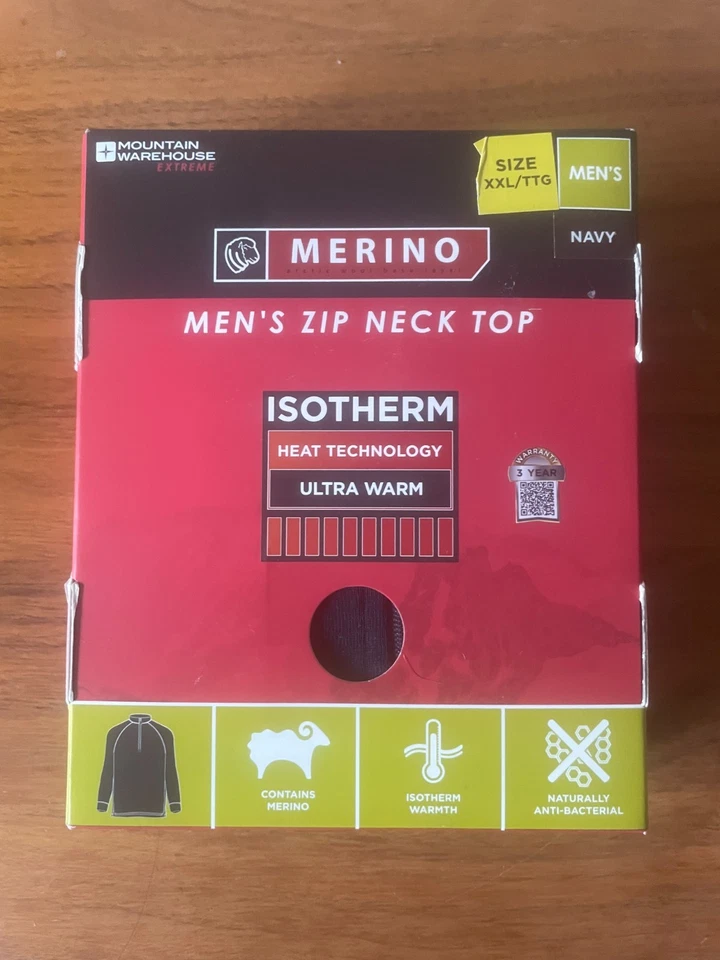 MOUNTAIN
WAREHOUSE
EXTREME
SIZE
XXL/TTG
MEN'S
NAVY
MERINO
MEN'S ZIP NECK TOP
ISOTHERM
HEAT TECHNOLOGY
ULTRA WARM
WARRANTY
3 YEAR
CONTAINS
MERINO
ISOTHERM
WARMTH
NATURALLY
ANTI-BACTERIAL